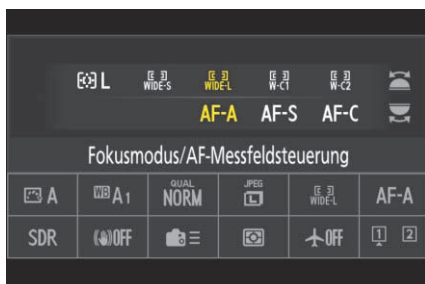 [·]L WIDE-S WIDE-L W-C1 W-C2
AF-A AF-S AF-C
Fokusmodus/AF-Messfeldsteuerung
A WB A1 QUAL NORM JPEG L WIDE-L AF-A
SDR OFF OFF 1 2